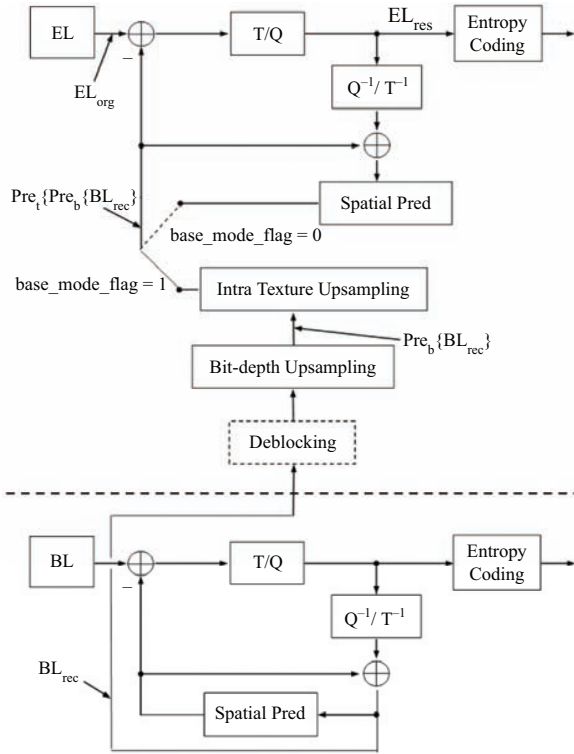 EL
T/Q
EL_res
Entropy
Coding
–
EL_org
Q⁻¹/ T⁻¹
Pre_t{Pre_b{BL_rec}
Spatial Pred
base_mode_flag = 0
base_mode_flag = 1
Intra Texture Upsampling
Pre_b{BL_rec}
Bit-depth Upsampling
Deblocking
BL
T/Q
Entropy
Coding
–
Q⁻¹/ T⁻¹
BL_rec
Spatial Pred